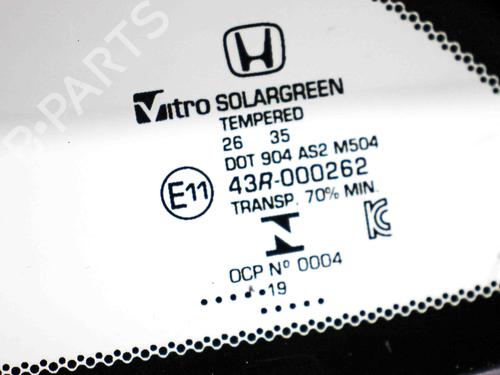 B-PARTS
Vitro SOLARGREEN
TEMPERED
26 35
DOT 904 AS2 M504
E11 43R-000262
TRANSP. 70% MIN.
OCP Nº 0004
.....19
.....